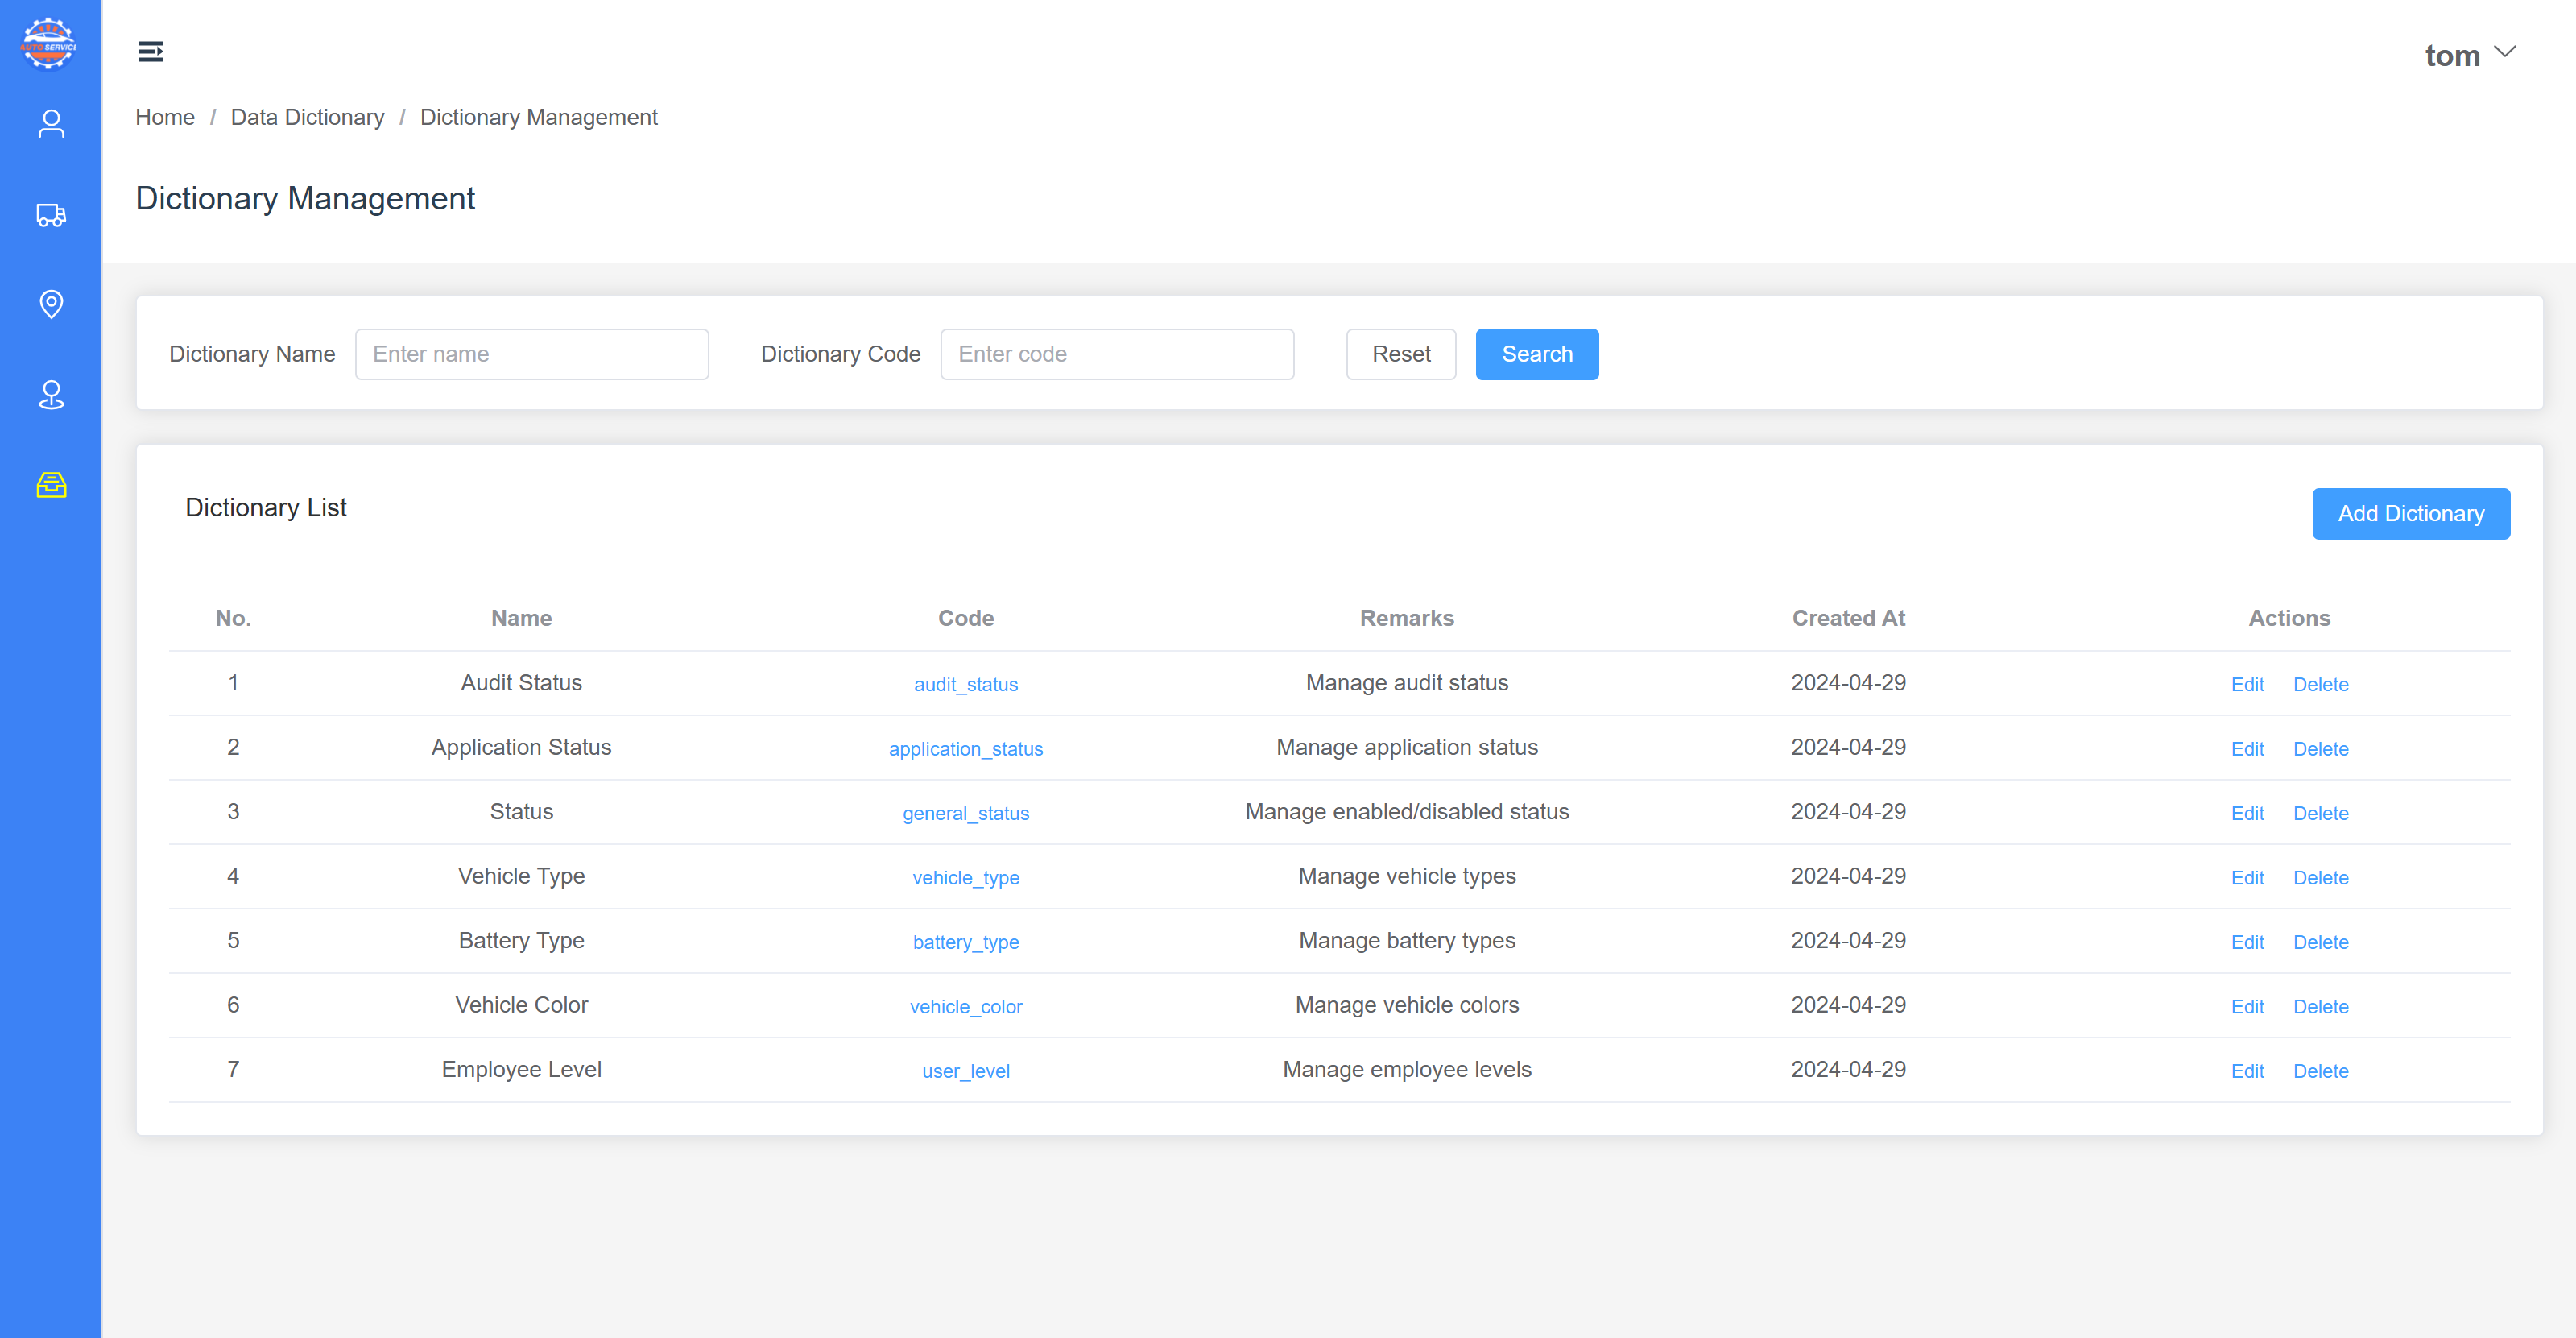 AUTO SERVICE
tom
Home / Data Dictionary / Dictionary Management
Dictionary Management
Dictionary Name Enter name Dictionary Code Enter code Reset Search
Dictionary List
Add Dictionary
No. Name Code Remarks Created At Actions
1 Audit Status audit_status Manage audit status 2024-04-29 Edit Delete
2 Application Status application_status Manage application status 2024-04-29 Edit Delete
3 Status general_status Manage enabled/disabled status 2024-04-29 Edit Delete
4 Vehicle Type vehicle_type Manage vehicle types 2024-04-29 Edit Delete
5 Battery Type battery_type Manage battery types 2024-04-29 Edit Delete
6 Vehicle Color vehicle_color Manage vehicle colors 2024-04-29 Edit Delete
7 Employee Level user_level Manage employee levels 2024-04-29 Edit Delete